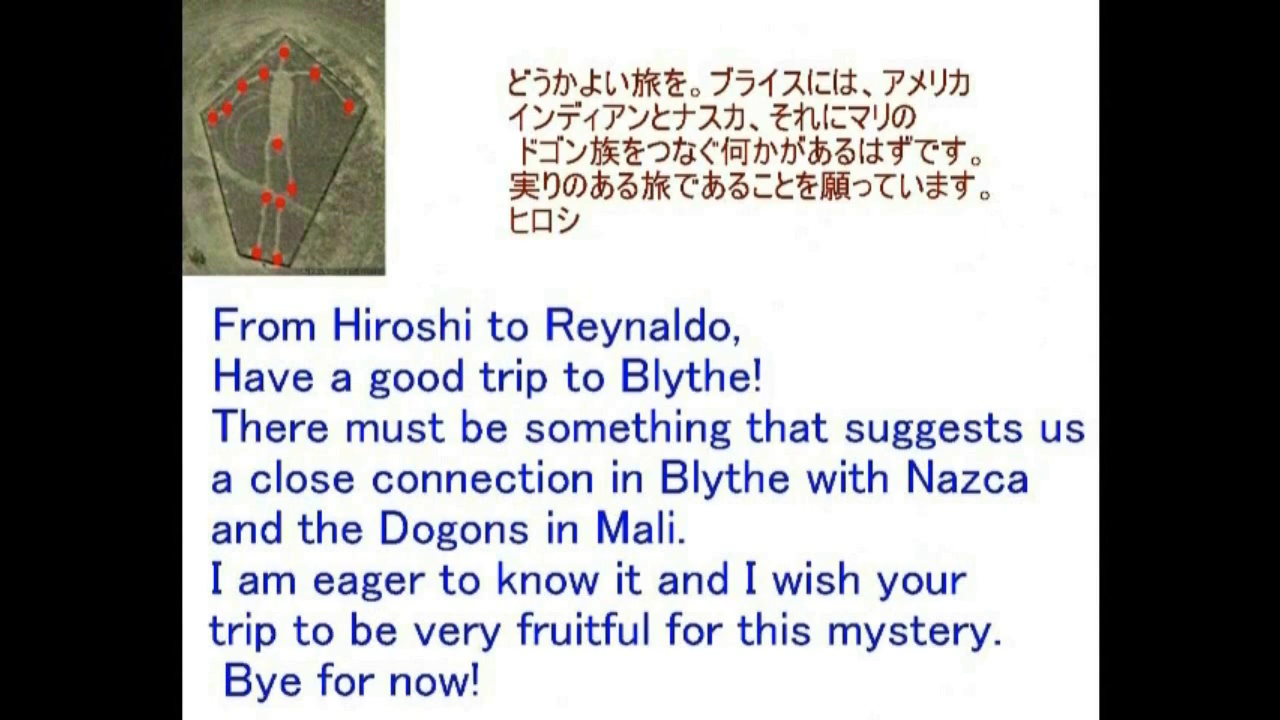 どうかよい旅を。ブライスには、アメリカ
インディアンとナスカ、それにマリの
ドゴン族をつなぐ何かがあるはずです。
実りのある旅であることを願っています。
ヒロシ
From Hiroshi to Reynaldo,
Have a good trip to Blythe!
There must be something that suggests us
a close connection in Blythe with Nazca
and the Dogons in Mali.
I am eager to know it and I wish your
trip to be very fruitful for this mystery.
Bye for now!